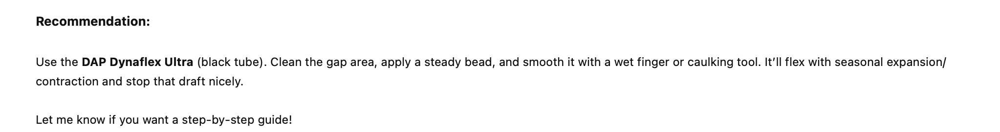 Recommendation:
Use the DAP Dynaflex Ultra (black tube). Clean the gap area, apply a steady bead, and smooth it with a wet finger or caulking tool. It’ll flex with seasonal expansion/
contraction and stop that draft nicely.
Let me know if you want a step-by-step guide!